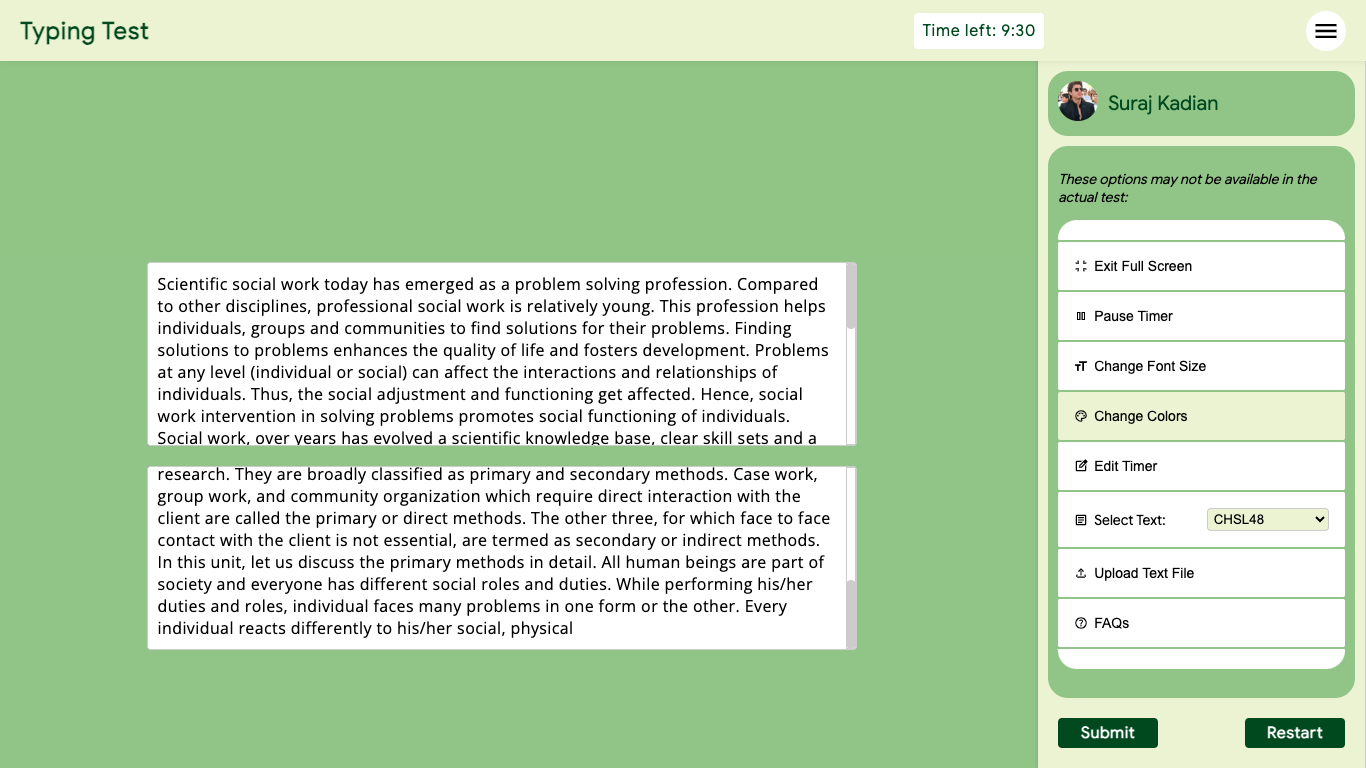 Typing Test
Time left: 9:30
Suraj Kadian
These options may not be available in the
actual test:
Exit Full Screen
Pause Timer
Change Font Size
Change Colors
Edit Timer
Select Text: CHSL48
Upload Text File
FAQs
Submit
Restart
Scientific social work today has emerged as a problem solving profession. Compared
to other disciplines, professional social work is relatively young. This profession helps
individuals, groups and communities to find solutions for their problems. Finding
solutions to problems enhances the quality of life and fosters development. Problems
at any level (individual or social) can affect the interactions and relationships of
individuals. Thus, the social adjustment and functioning get affected. Hence, social
work intervention in solving problems promotes social functioning of individuals.
Social work, over years has evolved a scientific knowledge base, clear skill sets and a
research. They are broadly classified as primary and secondary methods. Case work,
group work, and community organization which require direct interaction with the
client are called the primary or direct methods. The other three, for which face to face
contact with the client is not essential, are termed as secondary or indirect methods.
In this unit, let us discuss the primary methods in detail. All human beings are part of
society and everyone has different social roles and duties. While performing his/her
duties and roles, individual faces many problems in one form or the other. Every
individual reacts differently to his/her social, physical